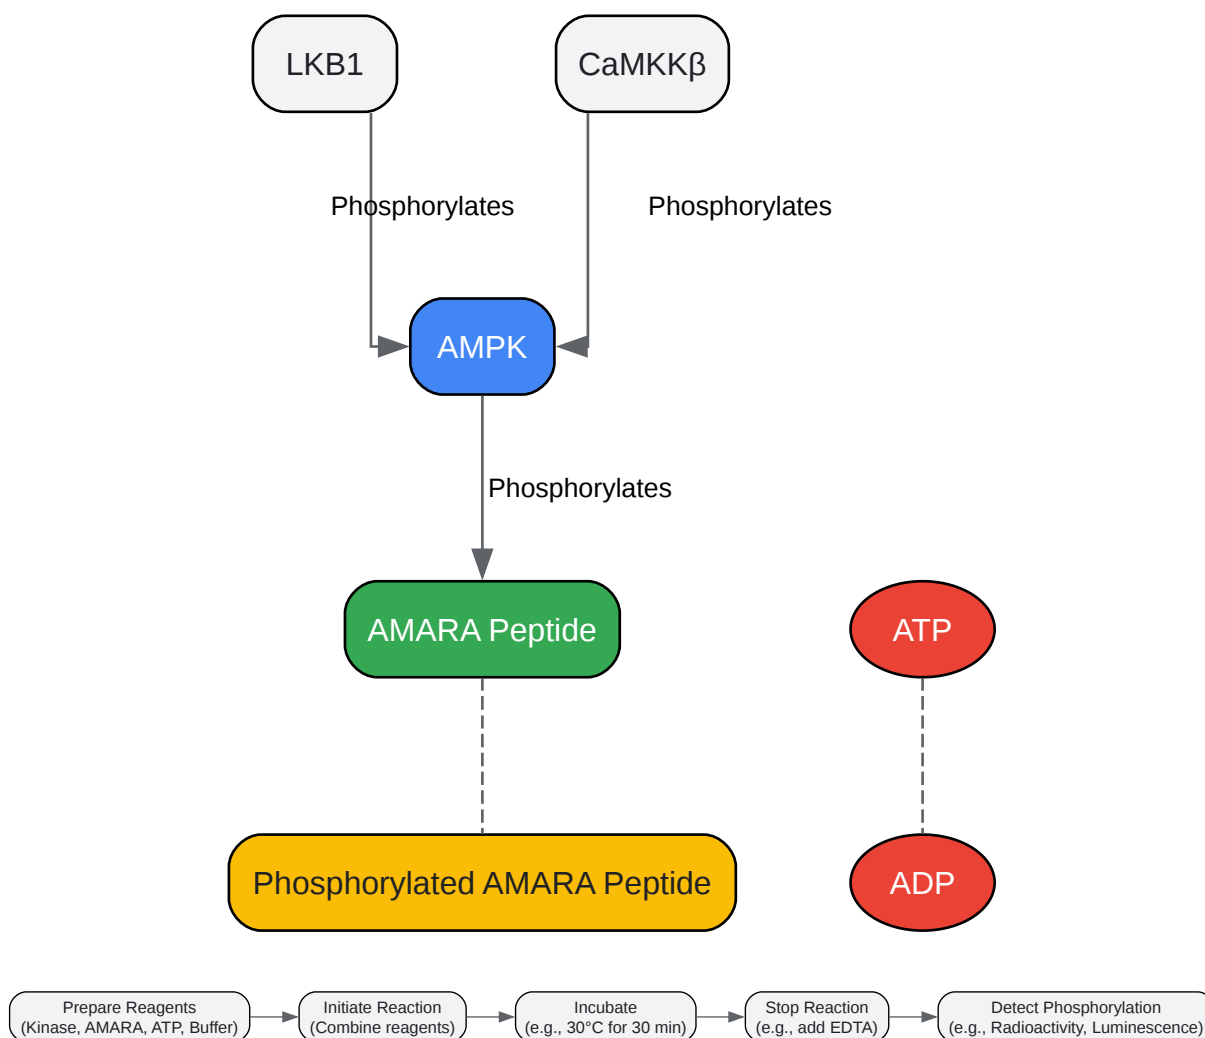 LKB1
CaMKKβ
Phosphorylates
Phosphorylates
AMPK
Phosphorylates
AMARA Peptide
ATP
Phosphorylated AMARA Peptide
ADP
Prepare Reagents
(Kinase, AMARA, ATP, Buffer)
Initiate Reaction
(Combine reagents)
Incubate
(e.g., 30°C for 30 min)
Stop Reaction
(e.g., add EDTA)
Detect Phosphorylation
(e.g., Radioactivity, Luminescence)